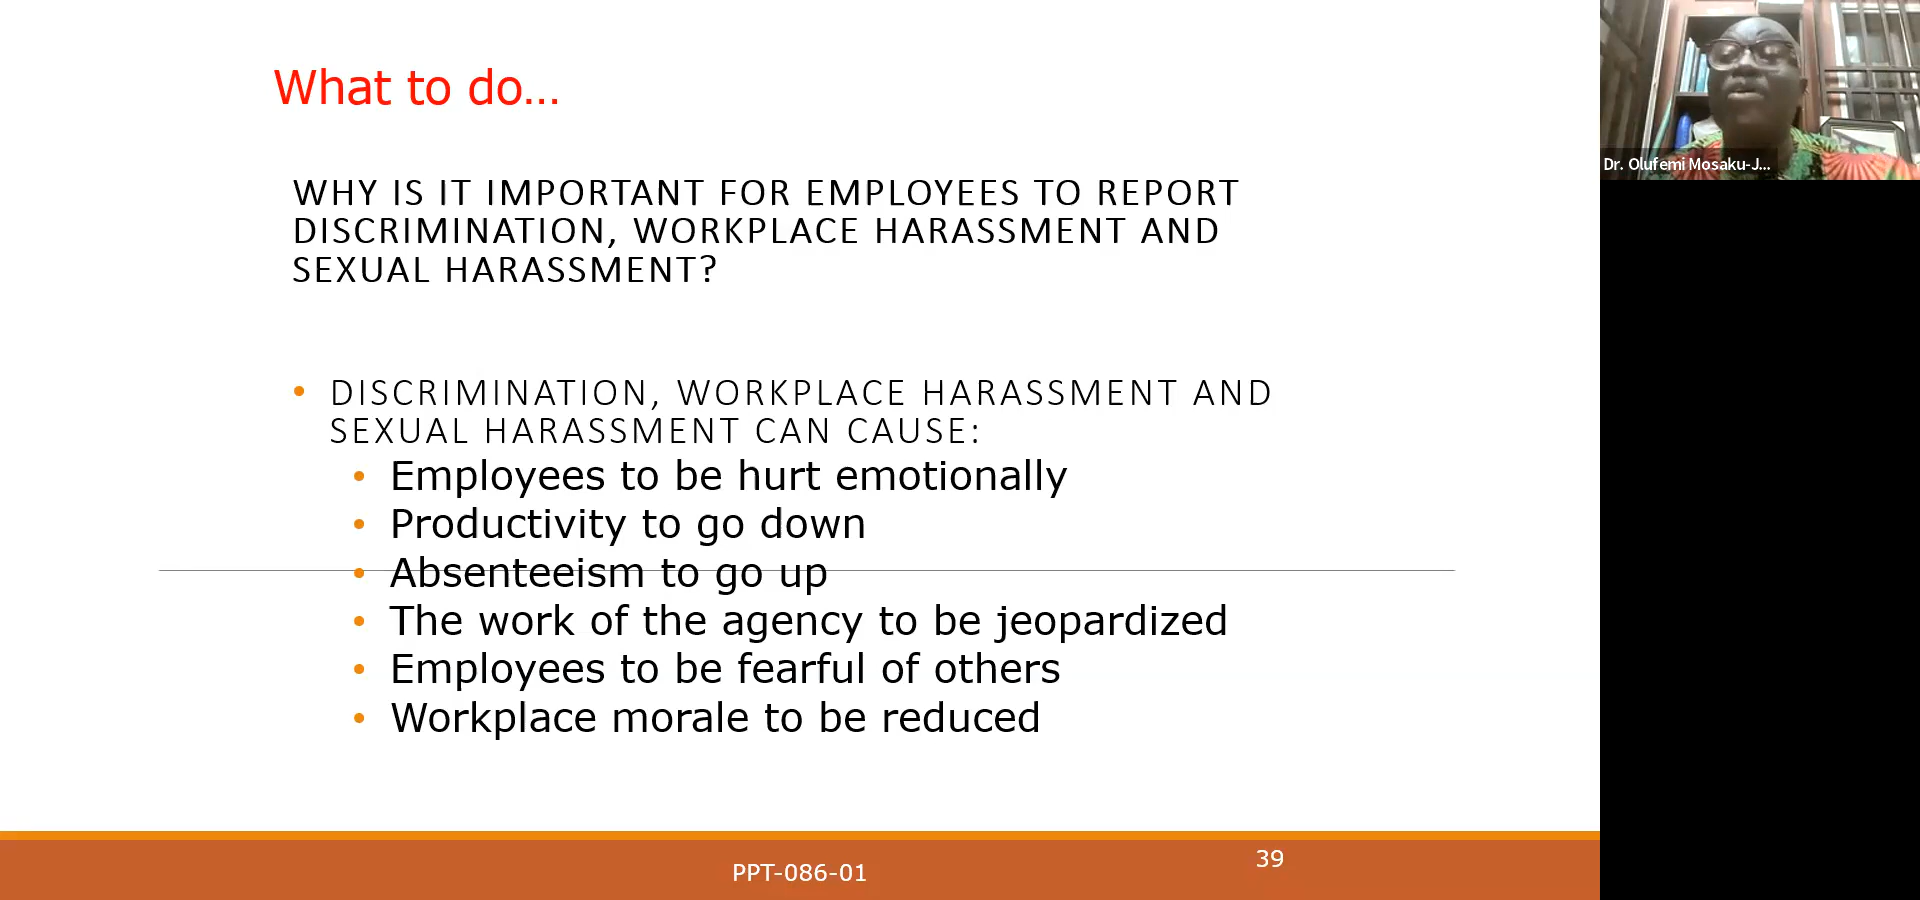 What to do...
WHY IS IT IMPORTANT FOR EMPLOYEES TO REPORT
DISCRIMINATION, WORKPLACE HARASSMENT AND
SEXUAL HARASSMENT?
• DISCRIMINATION, WORKPLACE HARASSMENT AND
SEXUAL HARASSMENT CAN CAUSE:
• Employees to be hurt emotionally
• Productivity to go down
• Absenteeism to go up
• The work of the agency to be jeopardized
• Employees to be fearful of others
• Workplace morale to be reduced
PPT-086-01
39
Dr. Olufemi Mosaku-J...